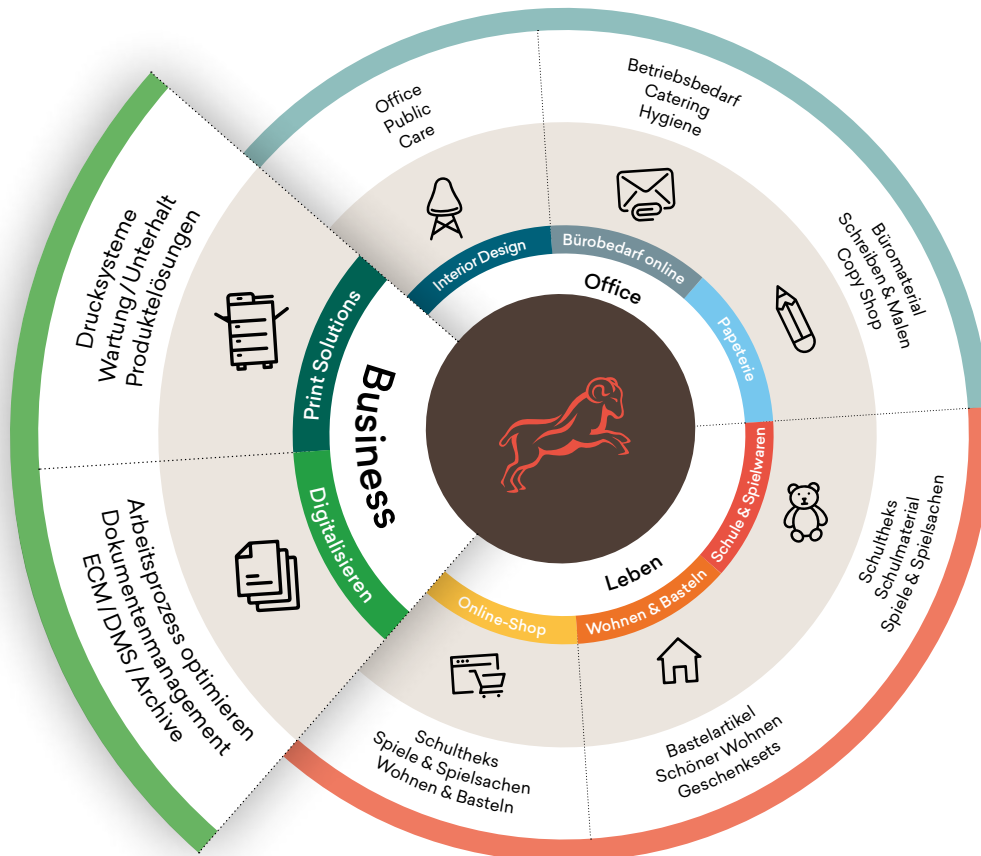 Office
Public
Care
Betriebsbedarf
Catering
Hygiene
Büromaterial
Schreiben & Malen
Copy Shop
Drucksysteme
Wartung / Unterhalt
Produktelösungen
Interior Design
Bürobedarf online
Papeterie
Office
Print Solutions
Business
Digitalisieren
Arbeitsprozess optimieren
Dokumentenmanagement
ECM / DMS / Archive
Schule & Spielwaren
Leben
Wohnen & Basteln
Online-Shop
Schultheks
Schulmaterial
Spiele & Spielsachen
Schultheks
Spiele & Spielsachen
Wohnen & Basteln
Bastelartikel
Schöner Wohnen
Geschenksets